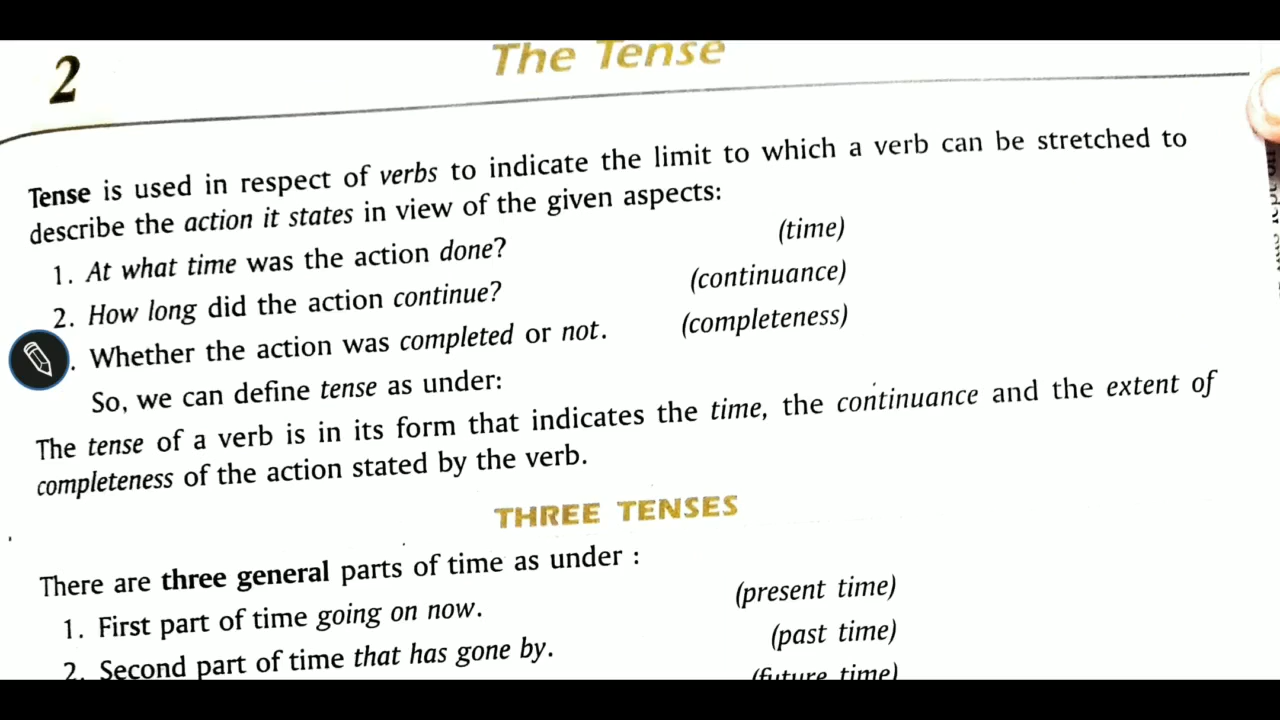 2
The Tense
Tense is used in respect of verbs to indicate the limit to which a verb can be stretched to
describe the action it states in view of the given aspects:
1. At what time was the action done? (time)
2. How long did the action continue? (continuance)
. Whether the action was completed or not. (completeness)
So, we can define tense as under:
The tense of a verb is in its form that indicates the time, the continuance and the extent of
completeness of the action stated by the verb.
THREE TENSES
There are three general parts of time as under :
1. First part of time going on now. (present time)
2. Second part of time that has gone by. (past time)
(future time)